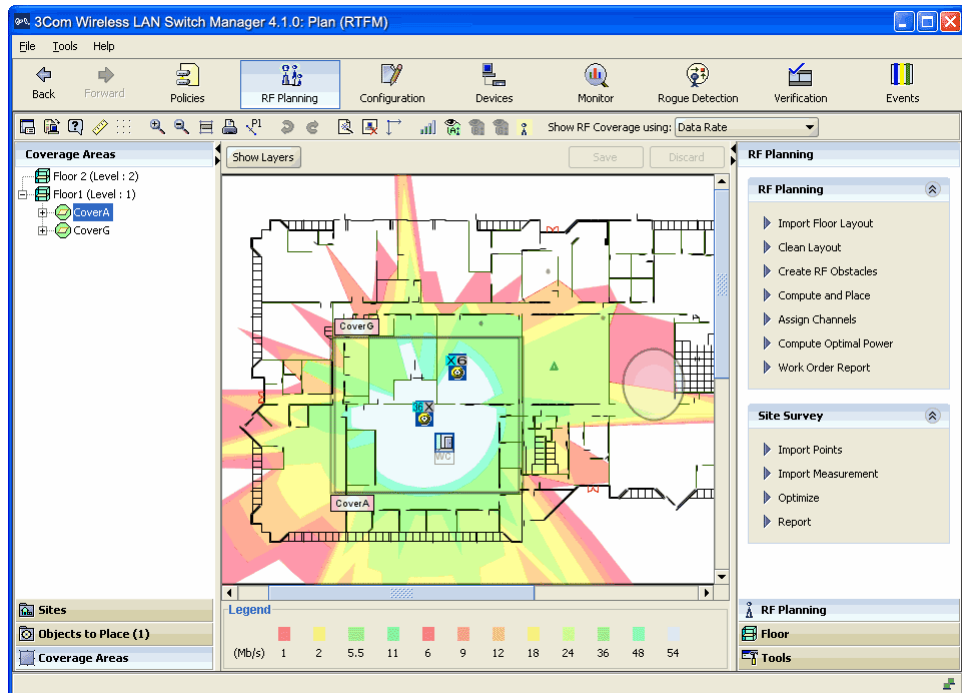 3Com Wireless LAN Switch Manager 4.1.0: Plan (RTFM)
File Tools Help
Back Forward Policies RF Planning Configuration Devices Monitor Rogue Detection Verification Events
P1 Show RF Coverage using: Data Rate
Coverage Areas
Floor 2 (Level : 2)
Floor1 (Level : 1)
CoverA
CoverG
Sites
Objects to Place (1)
Coverage Areas
Show Layers Save Discard
CoverG
X6
X
WC
CoverA
Legend
(Mb/s) 1 2 5.5 11 6 9 12 18 24 36 48 54
RF Planning
RF Planning
Import Floor Layout
Clean Layout
Create RF Obstacles
Compute and Place
Assign Channels
Compute Optimal Power
Work Order Report
Site Survey
Import Points
Import Measurement
Optimize
Report
RF Planning
Floor
Tools